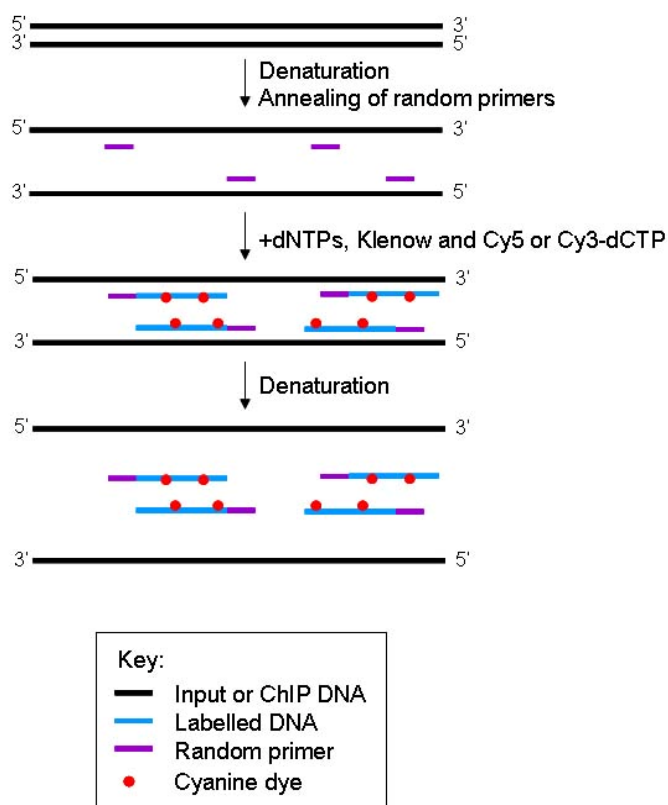 5' 3'
3' 5'
Denaturation
Annealing of random primers
5' 3'
3' 5'
+dNTPs, Klenow and Cy5 or Cy3-dCTP
5' 3'
3' 5'
Denaturation
5' 3'
3' 5'
Key:
Input or ChIP DNA
Labelled DNA
Random primer
Cyanine dye